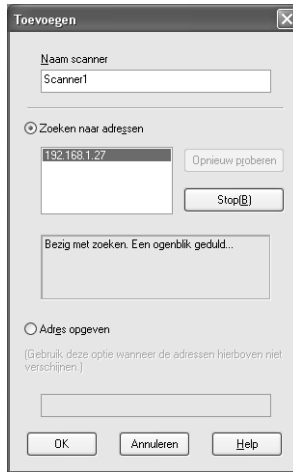 Toevoegen
Naam scanner
Scanner1
Zoeken naar adressen
192.168.1.27
Opnieuw proberen
Stop(B)
Bezig met zoeken. Een ogenblik geduld...
Adres opgeven
(Gebruik deze optie wanneer de adressen hierboven niet
verschijnen.)
OK
Annuleren
Help